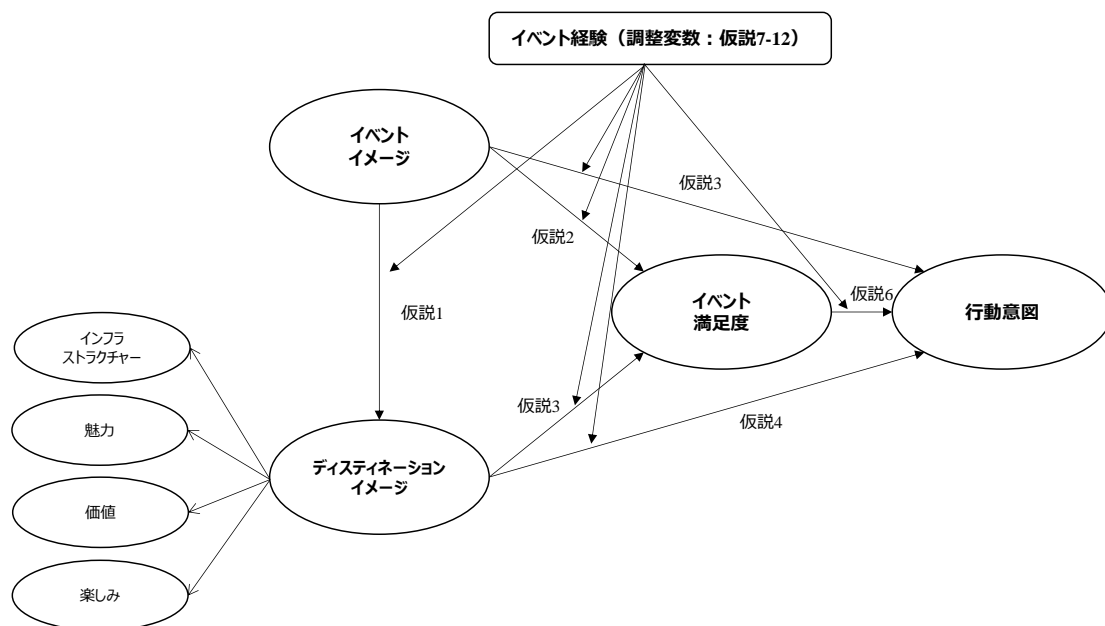 イベント経験（調整変数：仮説7-12）
イベント
イメージ
仮説3
仮説2
イベント
満足度
仮説6
行動意図
仮説1
インフラ
ストラクチャー
魅力
価値
楽しみ
ディスティネーション
イメージ
仮説3
仮説4